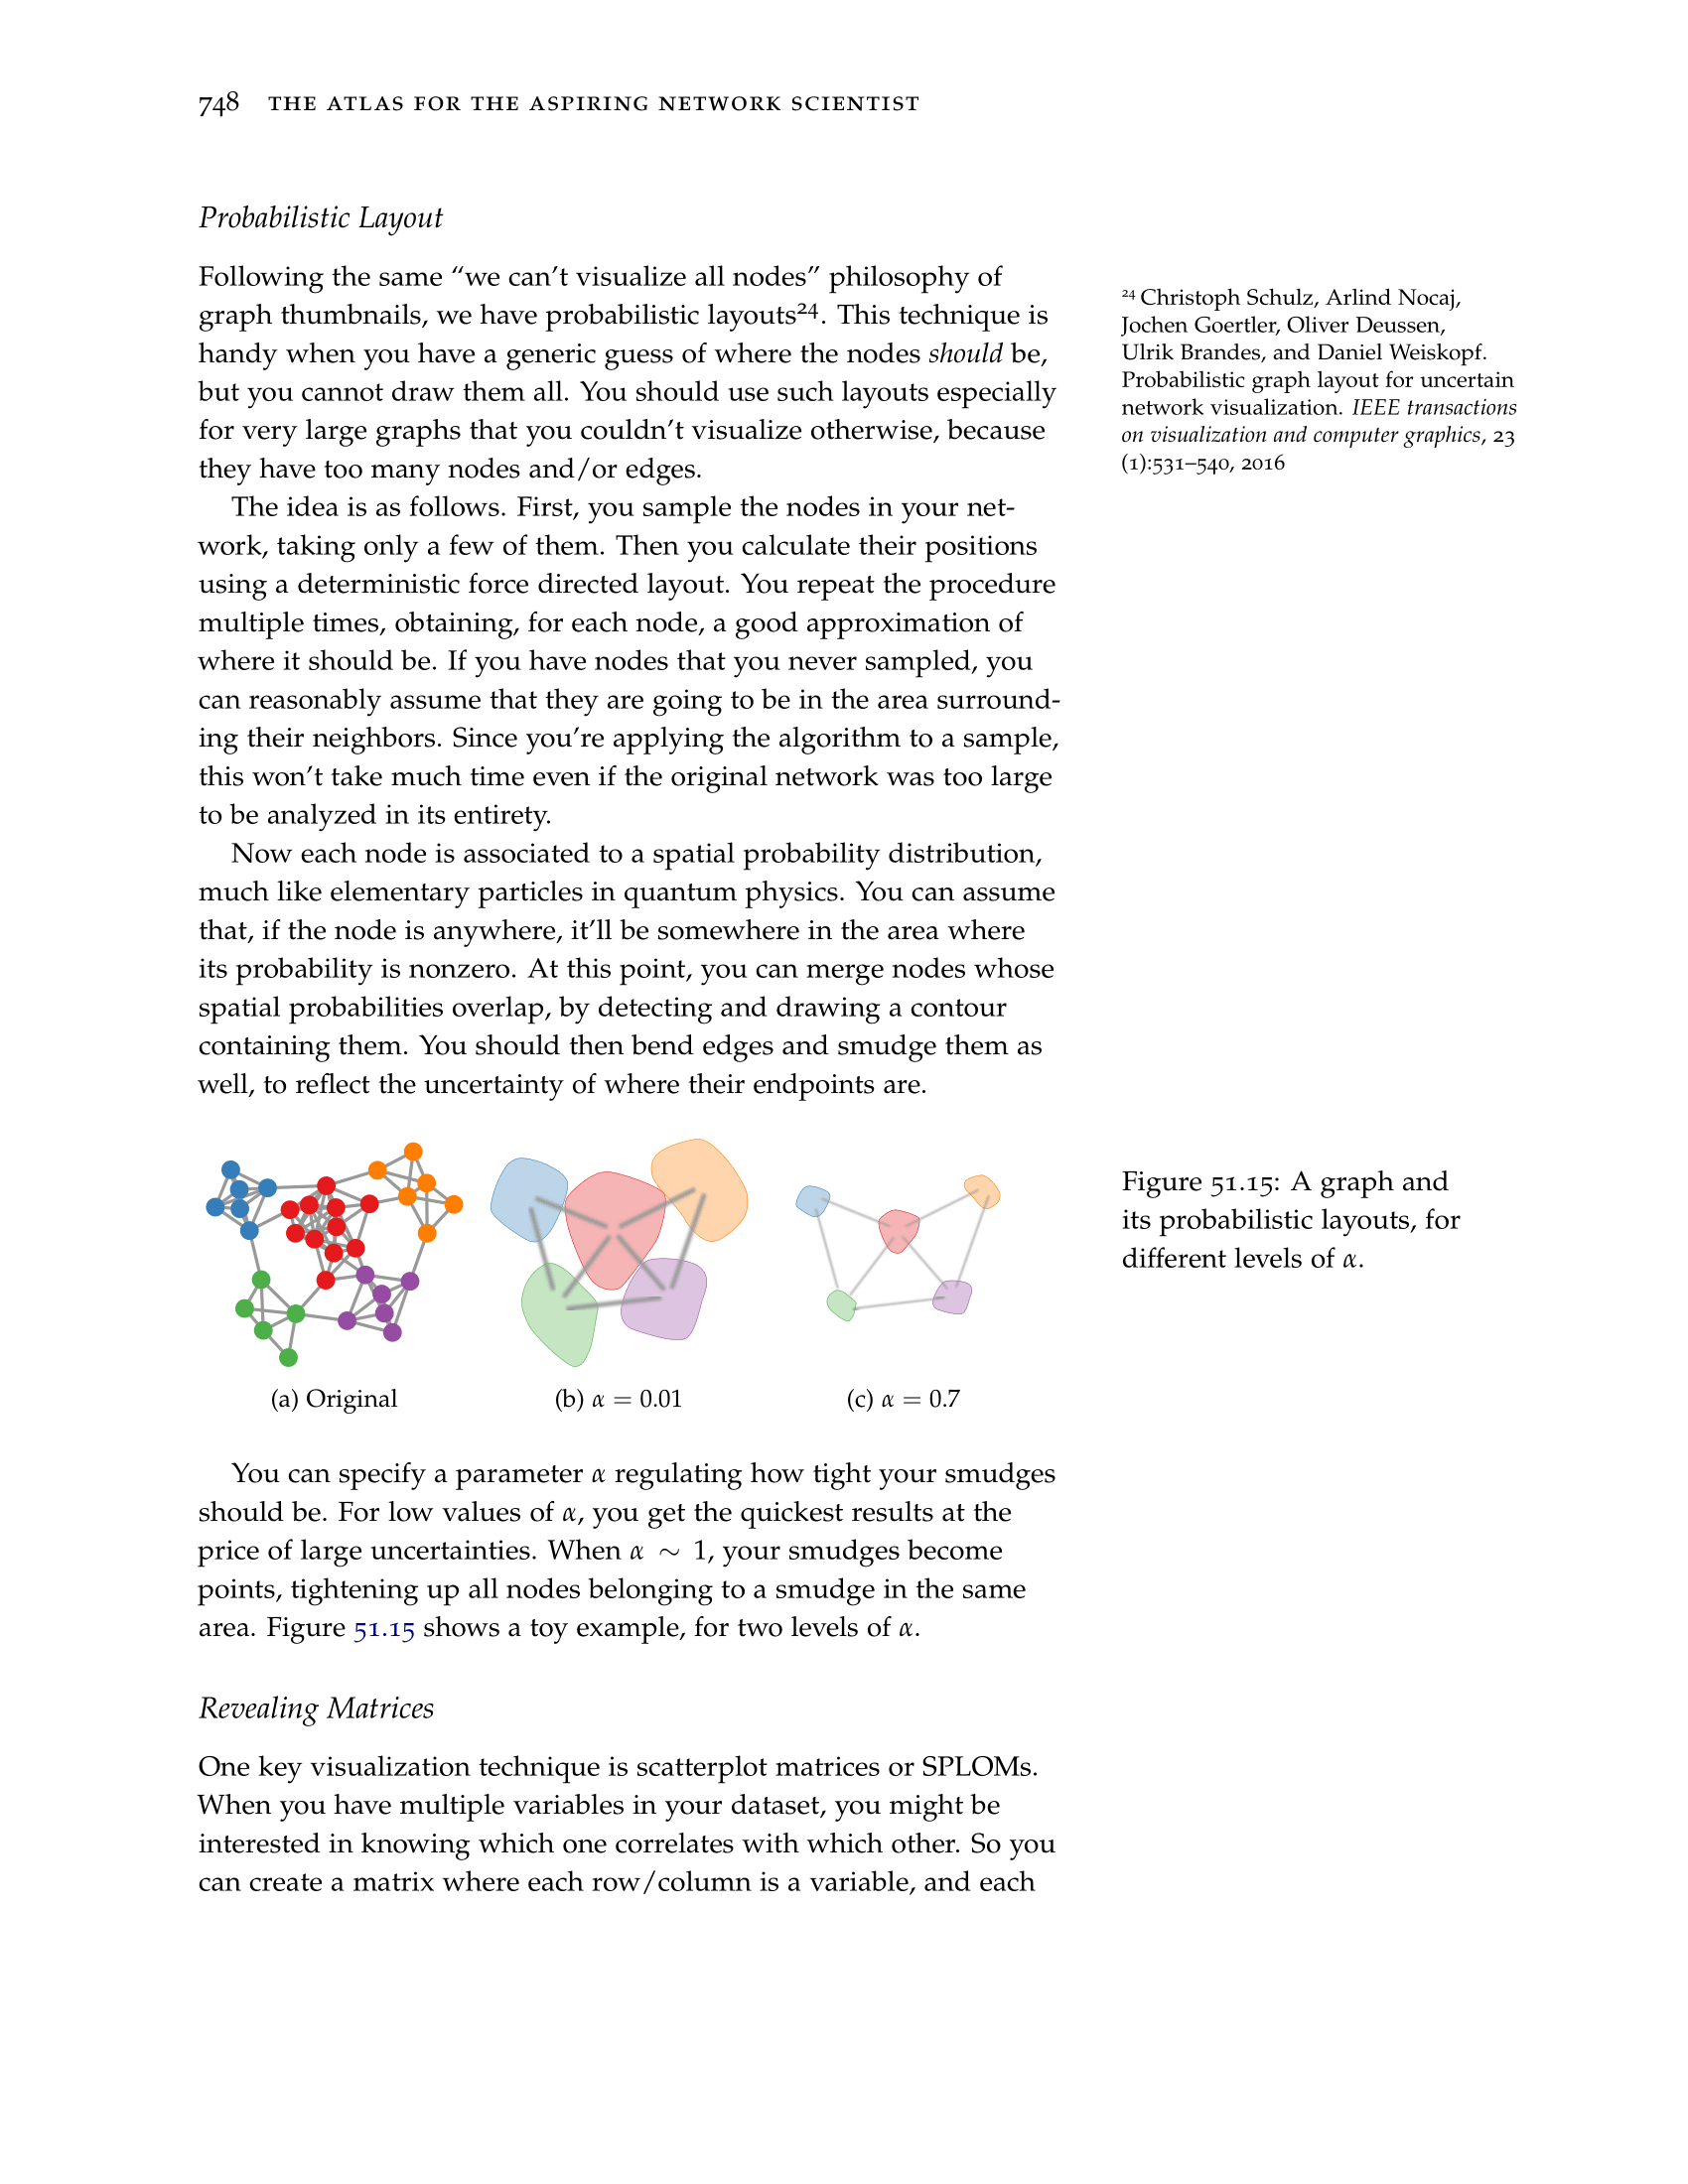 748 THE ATLAS FOR THE ASPIRING NETWORK SCIENTIST
Probabilistic Layout
Following the same “we can’t visualize all nodes” philosophy of
graph thumbnails, we have probabilistic layouts24. This technique is
handy when you have a generic guess of where the nodes should be,
but you cannot draw them all. You should use such layouts especially
for very large graphs that you couldn’t visualize otherwise, because
they have too many nodes and/or edges.
The idea is as follows. First, you sample the nodes in your net-
work, taking only a few of them. Then you calculate their positions
using a deterministic force directed layout. You repeat the procedure
multiple times, obtaining, for each node, a good approximation of
where it should be. If you have nodes that you never sampled, you
can reasonably assume that they are going to be in the area surround-
ing their neighbors. Since you’re applying the algorithm to a sample,
this won’t take much time even if the original network was too large
to be analyzed in its entirety.
Now each node is associated to a spatial probability distribution,
much like elementary particles in quantum physics. You can assume
that, if the node is anywhere, it’ll be somewhere in the area where
its probability is nonzero. At this point, you can merge nodes whose
spatial probabilities overlap, by detecting and drawing a contour
containing them. You should then bend edges and smudge them as
well, to reflect the uncertainty of where their endpoints are.
24 Christoph Schulz, Arlind Nocaj,
Jochen Goertler, Oliver Deussen,
Ulrik Brandes, and Daniel Weiskopf.
Probabilistic graph layout for uncertain
network visualization. IEEE transactions
on visualization and computer graphics, 23
(1):531–540, 2016
(a) Original
(b) α = 0.01
(c) α = 0.7
Figure 51.15: A graph and
its probabilistic layouts, for
different levels of α.
You can specify a parameter α regulating how tight your smudges
should be. For low values of α, you get the quickest results at the
price of large uncertainties. When α ∼ 1, your smudges become
points, tightening up all nodes belonging to a smudge in the same
area. Figure 51.15 shows a toy example, for two levels of α.
Revealing Matrices
One key visualization technique is scatterplot matrices or SPLOMs.
When you have multiple variables in your dataset, you might be
interested in knowing which one correlates with which other. So you
can create a matrix where each row/column is a variable, and each